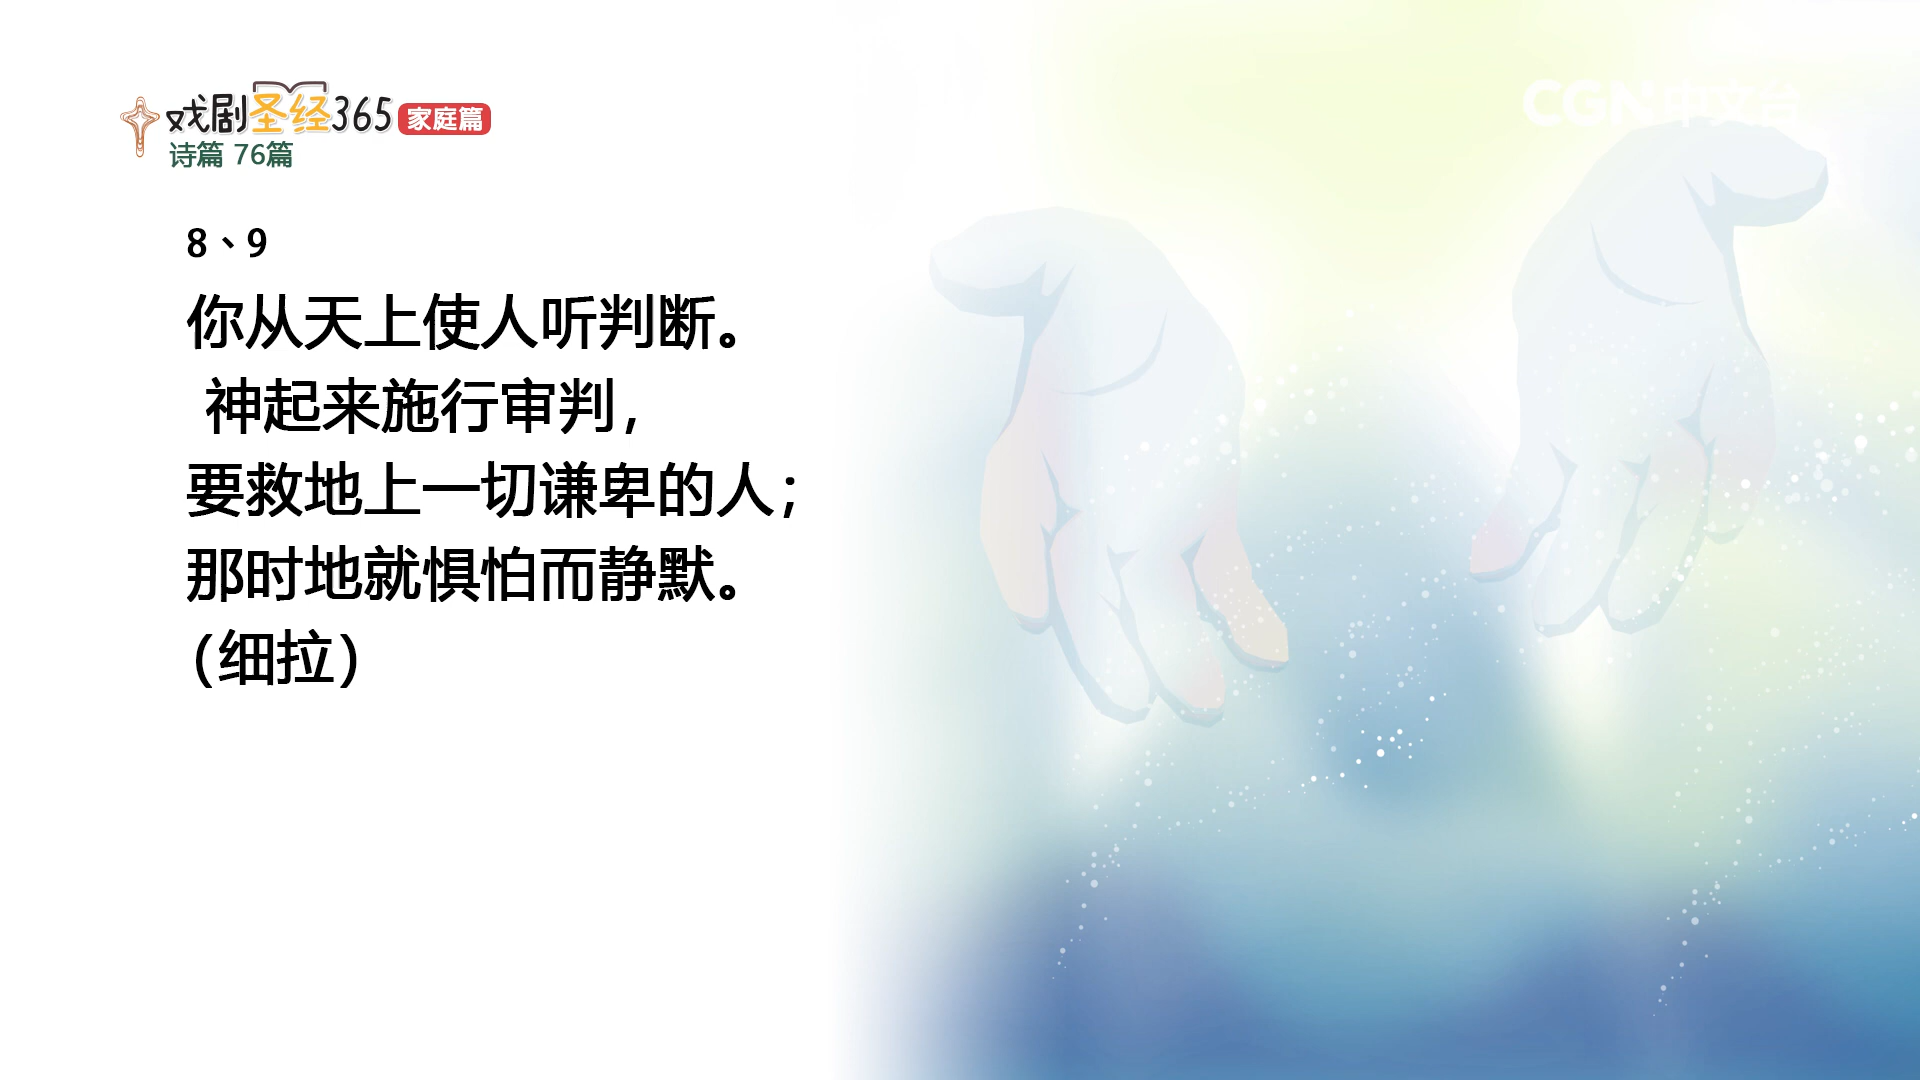 戏剧圣经365 家庭篇
诗篇 76篇
CGN中文台
8、9
你从天上使人听判断。
神起来施行审判，
要救地上一切谦卑的人；
那时地就惧怕而静默。
（细拉）